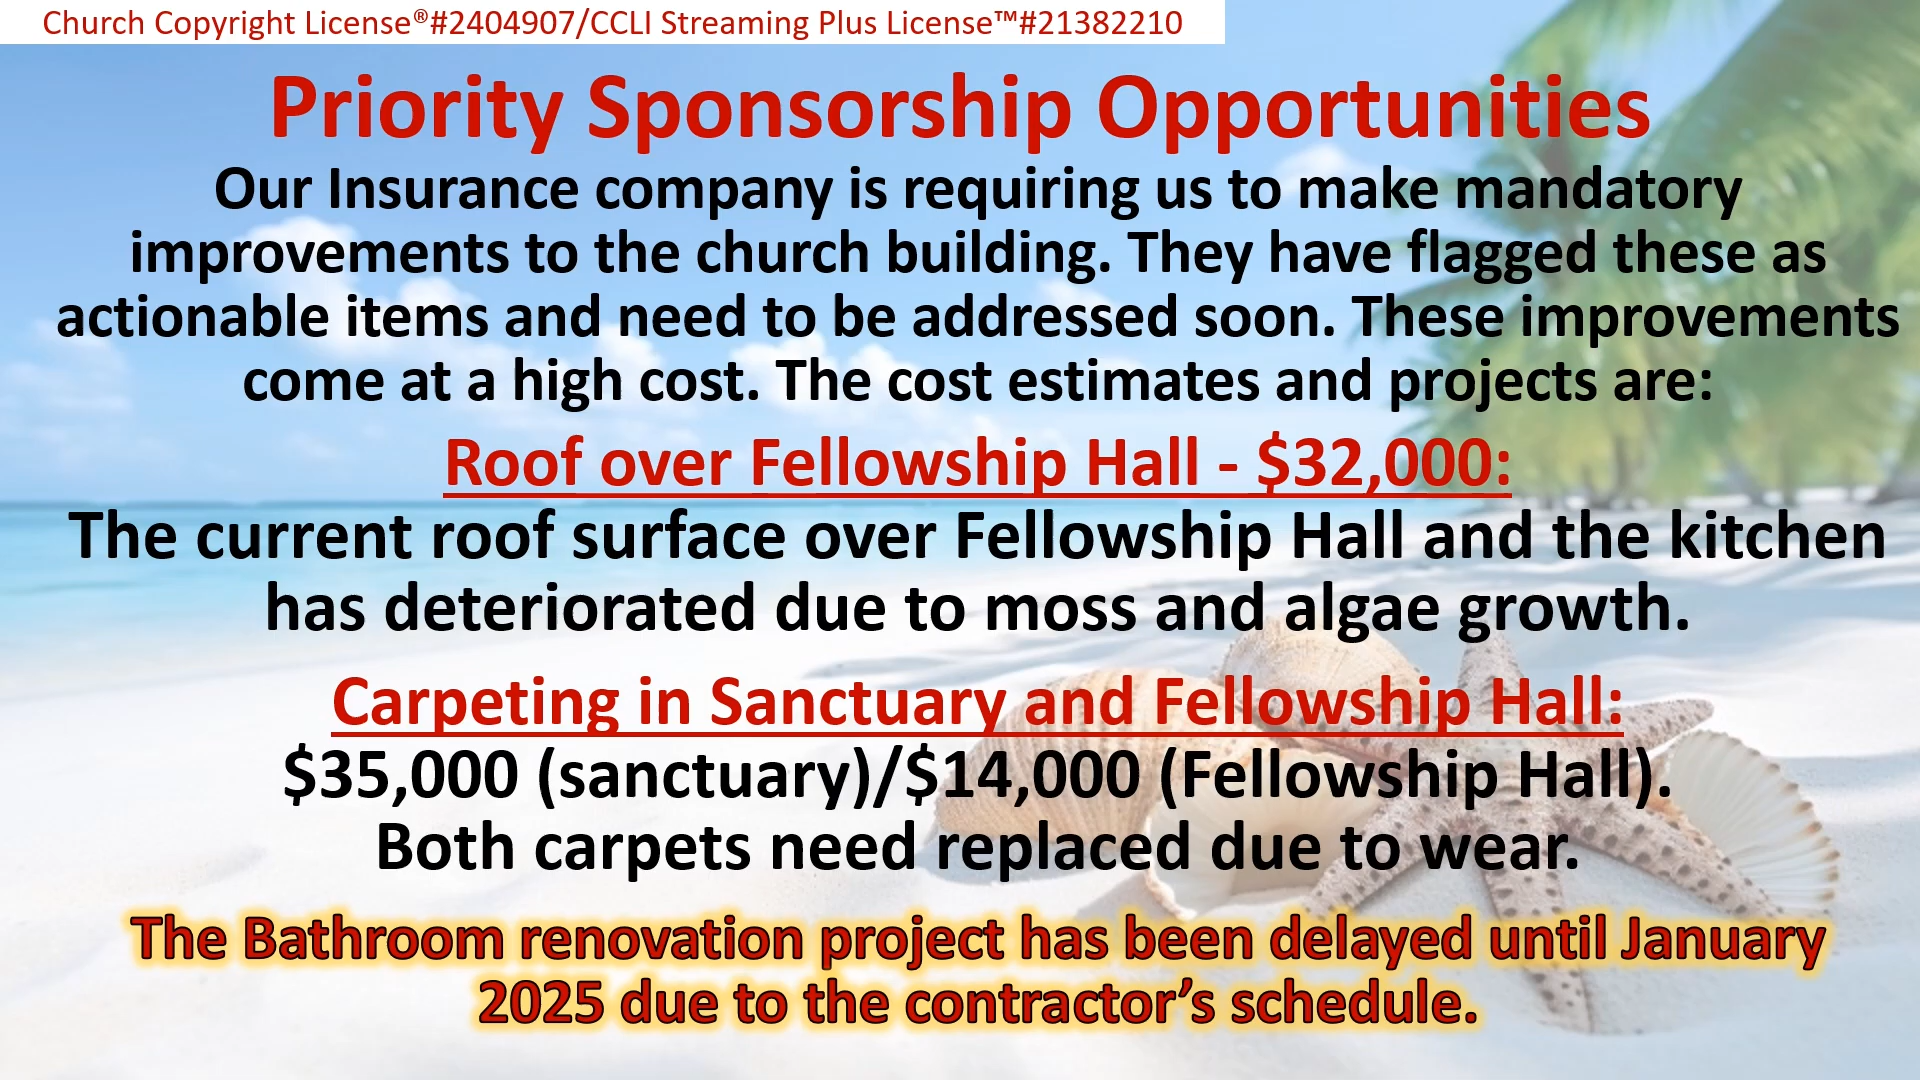 Church Copyright License®#2404907/CCLI Streaming Plus License™#21382210
Priority Sponsorship Opportunities
Our Insurance company is requiring us to make mandatory
improvements to the church building. They have flagged these as
actionable items and need to be addressed soon. These improvements
come at a high cost. The cost estimates and projects are:
Roof over Fellowship Hall - $32,000:
The current roof surface over Fellowship Hall and the kitchen
has deteriorated due to moss and algae growth.
Carpeting in Sanctuary and Fellowship Hall:
$35,000 (sanctuary)/$14,000 (Fellowship Hall).
Both carpets need replaced due to wear.
The Bathroom renovation project has been delayed until January
2025 due to the contractor’s schedule.